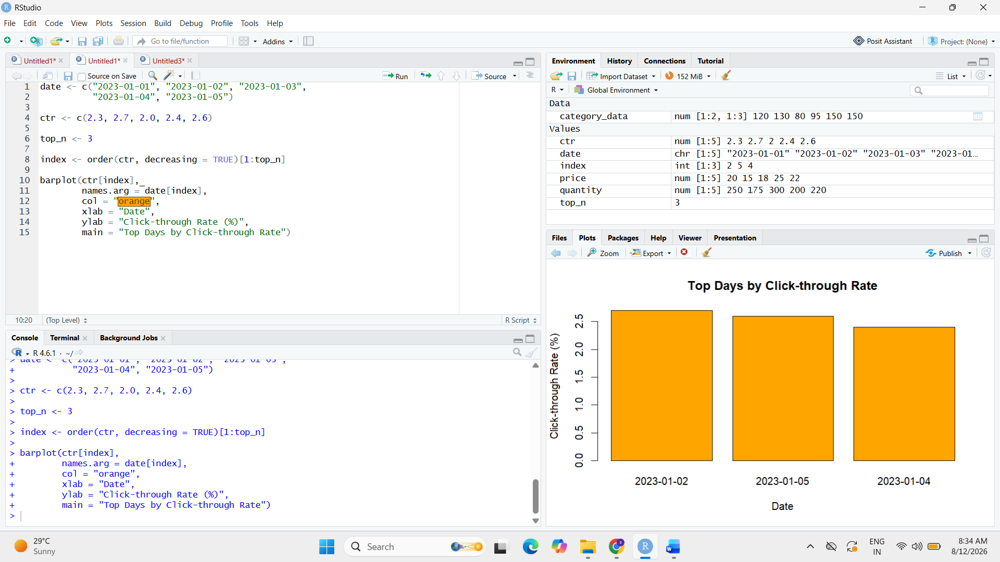 RStudio
File Edit Code View Plots Session Build Debug Profile Tools Help
Go to file/function Addins Posit Assistant Project: (None)
Untitled1* Untitled1* Untitled3*
Source on Save Run Source
1 date <- c("2023-01-01", "2023-01-02", "2023-01-03",
2 "2023-01-04", "2023-01-05")
3
4 ctr <- c(2.3, 2.7, 2.0, 2.4, 2.6)
5
6 top_n <- 3
7
8 index <- order(ctr, decreasing = TRUE)[1:top_n]
9
10 barplot(ctr[index],
11 names.arg = date[index],
12 col = "orange",
13 xlab = "Date",
14 ylab = "Click-through Rate (%)",
15 main = "Top Days by Click-through Rate")
10:20 (Top Level) R Script
Console Terminal Background Jobs
R 4.6.1 · ~/
> date <- c("2023-01-01", "2023-01-02", "2023-01-03",
+ "2023-01-04", "2023-01-05")
>
> ctr <- c(2.3, 2.7, 2.0, 2.4, 2.6)
>
> top_n <- 3
>
> index <- order(ctr, decreasing = TRUE)[1:top_n]
>
> barplot(ctr[index],
+ names.arg = date[index],
+ col = "orange",
+ xlab = "Date",
+ ylab = "Click-through Rate (%)",
+ main = "Top Days by Click-through Rate")
>
Environment History Connections Tutorial
Import Dataset 152 MiB List
R Global Environment
Data
category_data num [1:2, 1:3] 120 130 80 95 150 150
Values
ctr num [1:5] 2.3 2.7 2 2.4 2.6
date chr [1:5] "2023-01-01" "2023-01-02" "2023-01-03" "2023-01...
index int [1:3] 2 5 4
price num [1:5] 20 15 18 25 22
quantity num [1:5] 250 175 300 200 220
top_n 3
Files Plots Packages Help Viewer Presentation
Zoom Export Publish
Top Days by Click-through Rate
Click-through Rate (%)
2.5
2.0
1.5
1.0
0.5
0.0
2023-01-02 2023-01-05 2023-01-04
Date
29°C
Sunny
Search
ENG
IN
8:34 AM
8/12/2026